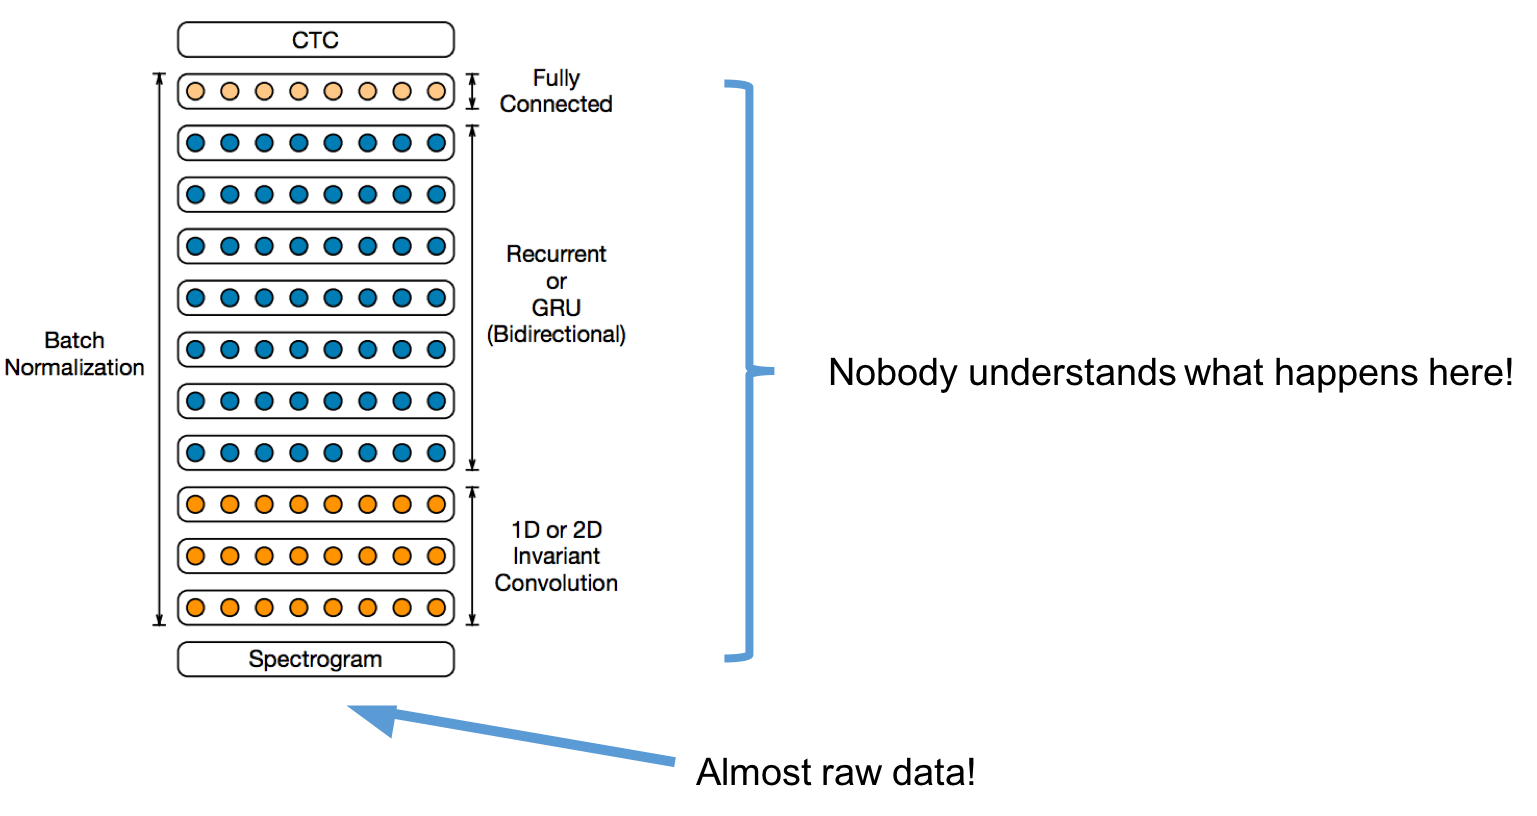 CTC
Fully
Connected
Recurrent
or
GRU
(Bidirectional)
Batch
Normalization
Nobody understands what happens here!
1D or 2D
Invariant
Convolution
Spectrogram
Almost raw data!